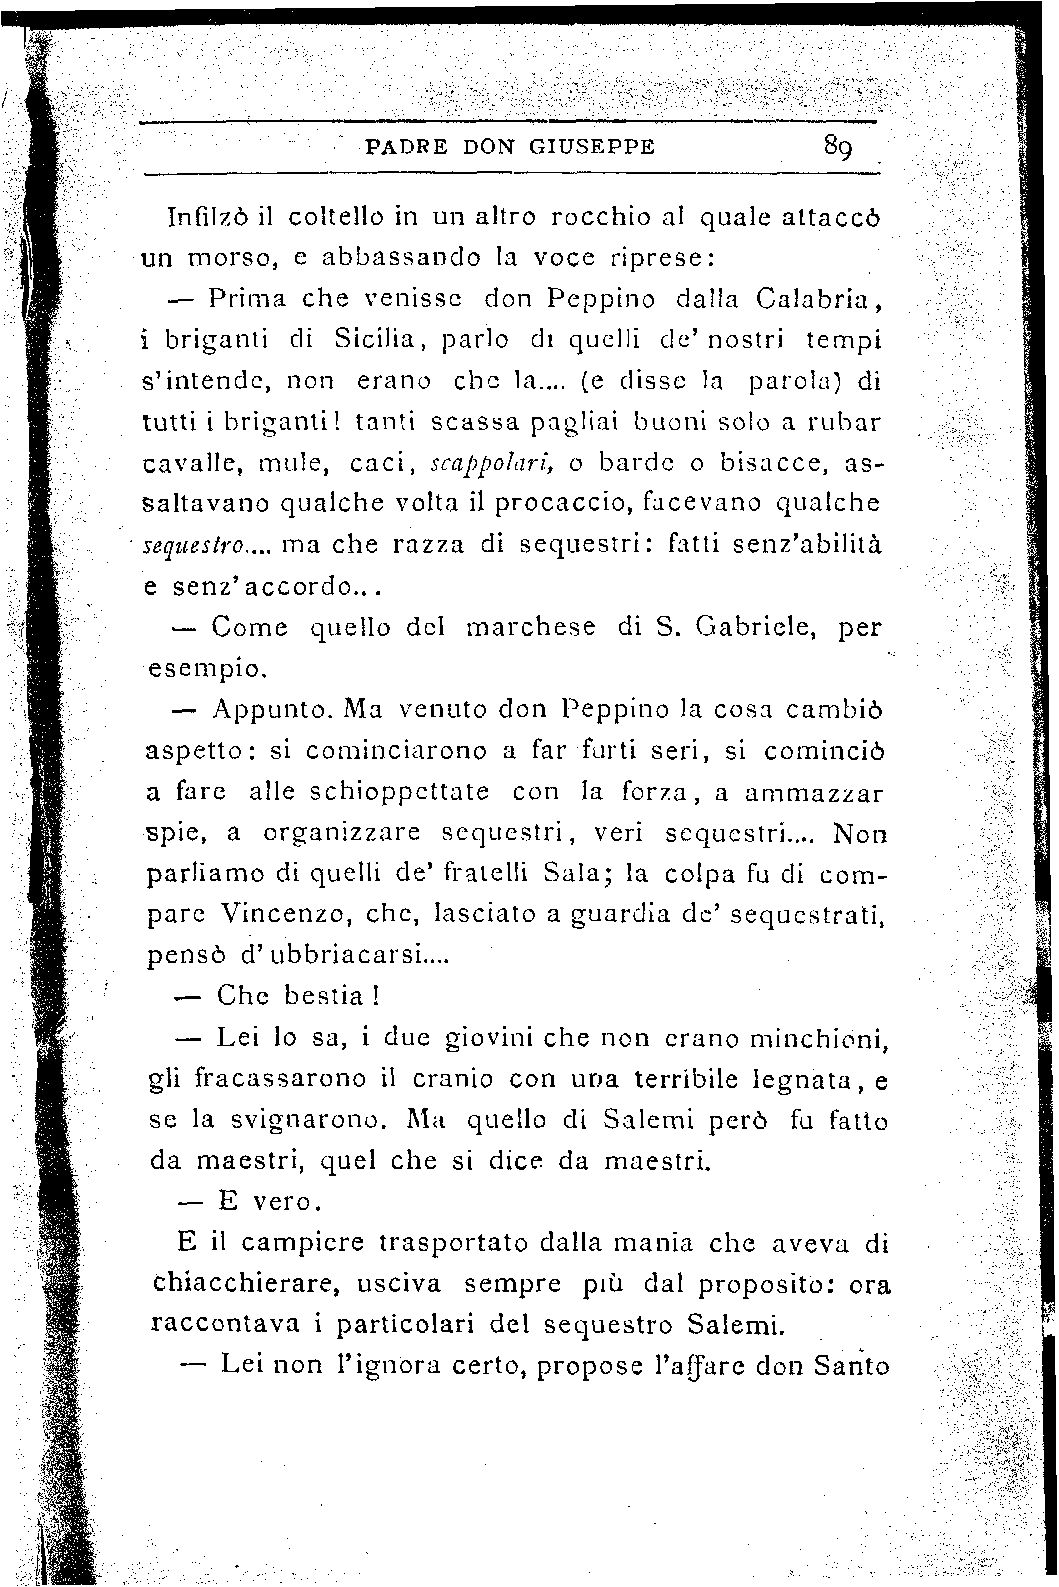 PADRE DON GIUSEPPE 89
Infilzò il coltello in un altro rocchio al quale attaccò
un morso, e abbassando la voce riprese:
— Prima che venisse don Peppino dalla Calabria,
i briganti di Sicilia, parlo di quelli de' nostri tempi
s'intende, non erano che la.... (e disse la parola) di
tutti i briganti! tanti scassa pagliai buoni solo a rubar
cavalle, mule, caci, scappolari, o barde o bisacce, as-
saltavano qualche volta il procaccio, facevano qualche
sequestro.... ma che razza di sequestri: fatti senz'abilità
e senz'accordo...
— Come quello del marchese di S. Gabriele, per
esempio.
— Appunto. Ma venuto don Peppino la cosa cambiò
aspetto: si cominciarono a far furti seri, si cominciò
a fare alle schioppettate con la forza, a ammazzar
spie, a organizzare sequestri, veri sequestri.... Non
parliamo di quelli de' fratelli Sala; la colpa fu di com-
pare Vincenzo, che, lasciato a guardia de' sequestrati,
pensò d'ubbriacarsi....
— Che bestia!
— Lei lo sa, i due giovini che non erano minchioni,
gli fracassarono il cranio con una terribile legnata, e
se la svignarono. Ma quello di Salemi però fu fatto
da maestri, quel che si dice da maestri.
— E vero.
E il campiere trasportato dalla mania che aveva di
chiacchierare, usciva sempre più dal proposito: ora
raccontava i particolari del sequestro Salemi.
— Lei non l'ignora certo, propose l'affare don Santo